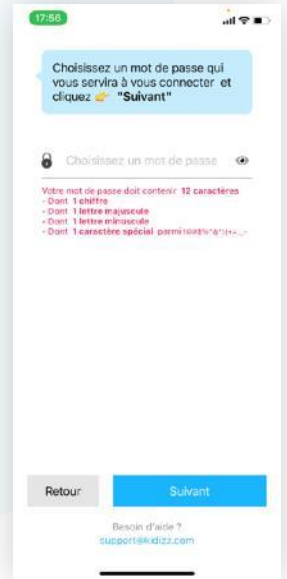 17:56
Choisissez un mot de passe qui
vous servira à vous connecter et
cliquez 👉 "Suivant"
Choisissez un mot de passe
Votre mot de passe doit contenir 12 caractères
- Dont 1 chiffre
- Dont 1 lettre majuscule
- Dont 1 lettre minuscule
- Dont 1 caractère spécial parmi
Retour
Suivant
Besoin d'aide ?
support@kidizz.com